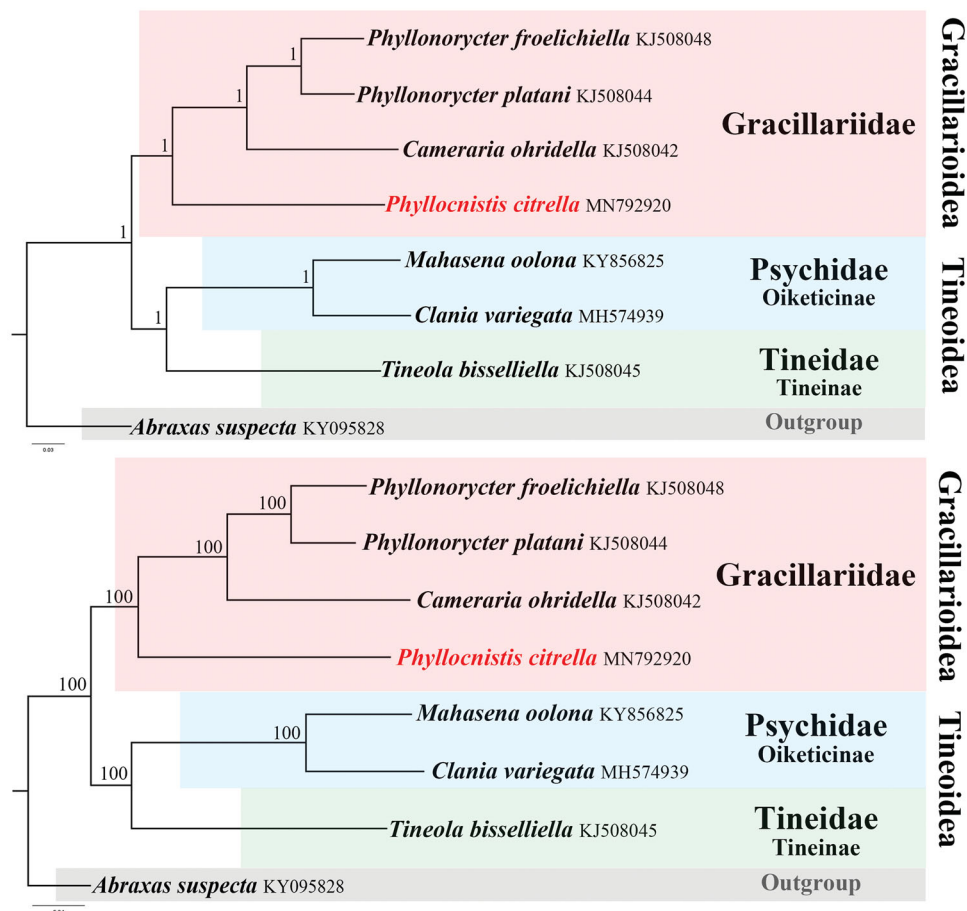 1
Phyllonorycter froelichiella KJ508048
1
Phyllonorycter platani KJ508044
Gracillariidae
1
Cameraria ohridella KJ508042
Phyllocnistis citrella MN792920
Gracillarioidea
1
Mahasena oolona KY856825
1
Psychidae
Oiketicinae
Clania variegata MH574939
1
Tineola bisselliella KJ508045
Tineidae
Tineinae
Tineoidea
Abraxas suspecta KY095828
Outgroup
0.03
Phyllonorycter froelichiella KJ508048
100
Phyllonorycter platani KJ508044
100
Gracillariidae
Cameraria ohridella KJ508042
100
Phyllocnistis citrella MN792920
Gracillarioidea
100
Mahasena oolona KY856825
100
Psychidae
Oiketicinae
Clania variegata MH574939
100
Tineola bisselliella KJ508045
Tineidae
Tineinae
Tineoidea
Abraxas suspecta KY095828
Outgroup